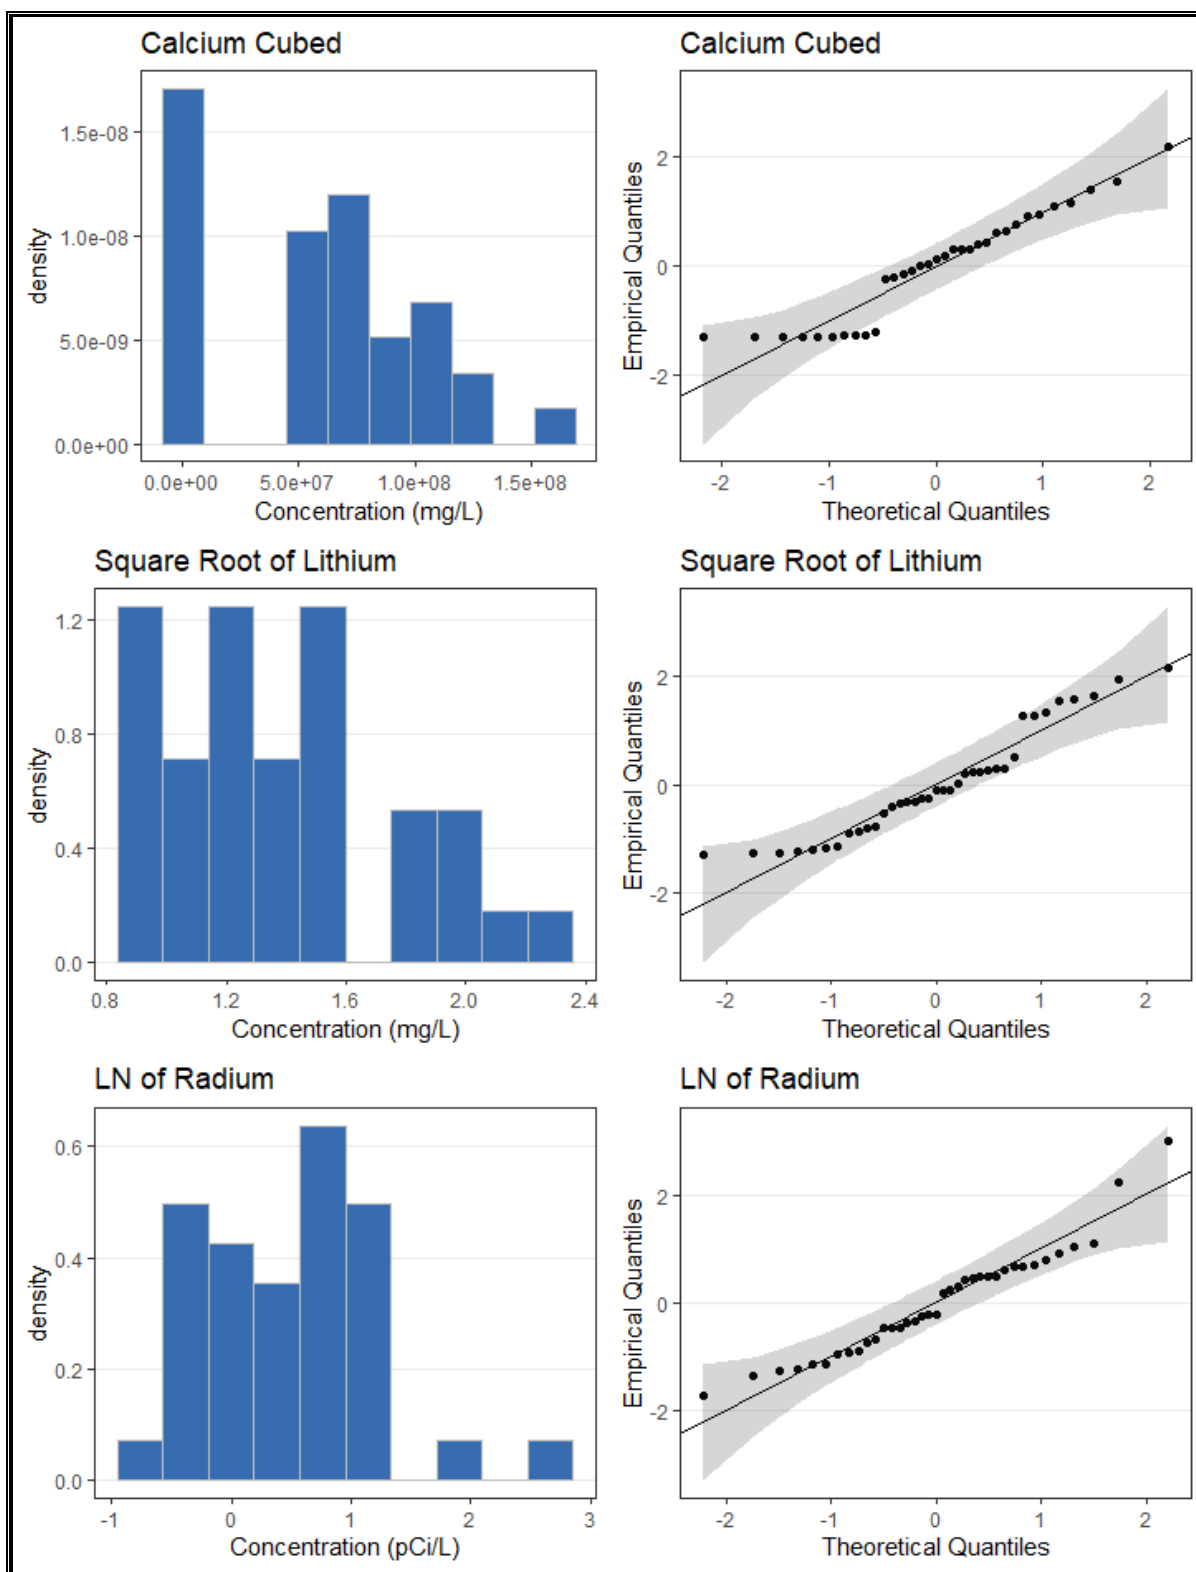 Calcium Cubed
density
1.5e-08
1.0e-08
5.0e-09
0.0e+00
0.0e+00 5.0e+07 1.0e+08 1.5e+08
Concentration (mg/L)
Calcium Cubed
Empirical Quantiles
2
0
-2
-2 -1 0 1 2
Theoretical Quantiles
Square Root of Lithium
density
1.2
0.8
0.4
0.0
0.8 1.2 1.6 2.0 2.4
Concentration (mg/L)
Square Root of Lithium
Empirical Quantiles
2
0
-2
-2 -1 0 1 2
Theoretical Quantiles
LN of Radium
density
0.6
0.4
0.2
0.0
-1 0 1 2 3
Concentration (pCi/L)
LN of Radium
Empirical Quantiles
2
0
-2
-2 -1 0 1 2
Theoretical Quantiles